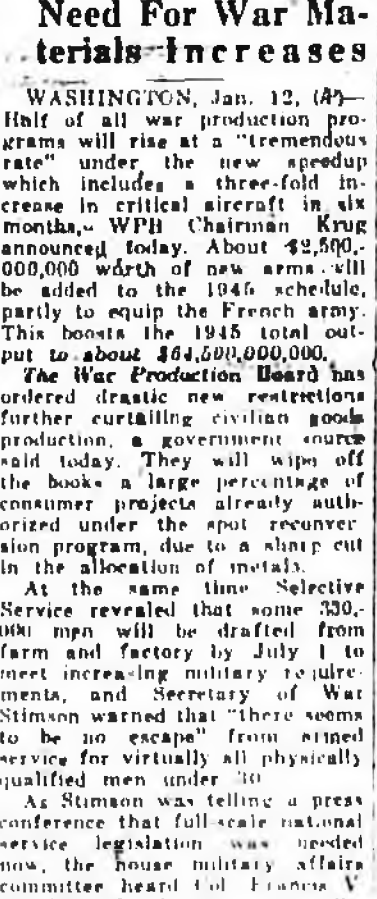 Need For War Ma-
terials Increases
WASHINGTON, Jan. 12, (AP)—
Half of all war production pro-
grams will rise at a "tremendous
rate" under the new speedup
which includes a three-fold in-
crease in critical aircraft in six
months, WPB Chairman Krug
announced today. About $2,500,-
000,000 worth of new arms will
be added to the 1945 schedule,
partly to equip the French army.
This boosts the 1945 total out-
put to about $64,500,000,000.
The War Production Board has
ordered drastic new restrictions
further curtailing civilian goods
production, a government source
said today. They will wipe off
the books a large percentage of
consumer projects already auth-
orized under the spot reconver
sion program, due to a sharp cut
in the allocation of metals.
At the same time Selective
Service revealed that some 330,-
000 men will be drafted from
farm and factory by July 1 to
meet increasing military require-
ments, and Secretary of War
Stimson warned that "there seems
to be no escape" from armed
service for virtually all physically
qualified men under 30
As Stimson was telling a press
conference that full-scale national
service legislation was needed
now, the house military affairs
committee heard Col Francis V